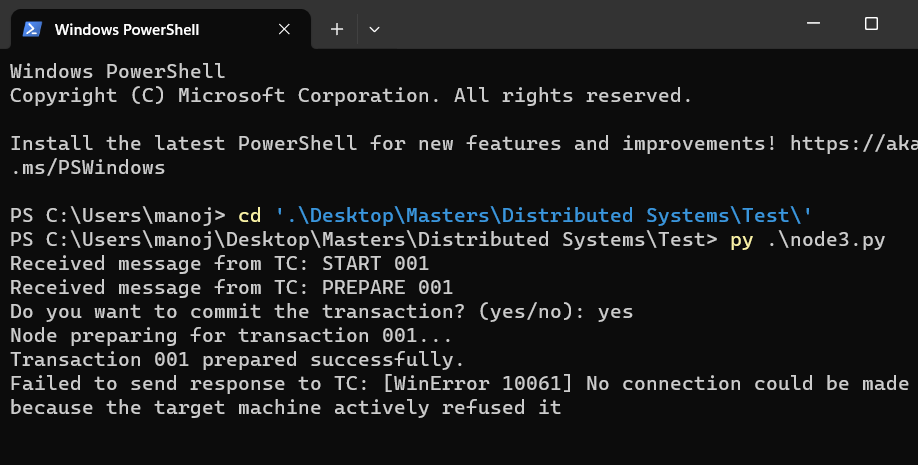 Windows PowerShell
Windows PowerShell
Copyright (C) Microsoft Corporation. All rights reserved.
Install the latest PowerShell for new features and improvements! https://aka
.ms/PSWindows
PS C:\Users\manoj> cd '.\Desktop\Masters\Distributed Systems\Test\'
PS C:\Users\manoj\Desktop\Masters\Distributed Systems\Test> py .\node3.py
Received message from TC: START 001
Received message from TC: PREPARE 001
Do you want to commit the transaction? (yes/no): yes
Node preparing for transaction 001...
Transaction 001 prepared successfully.
Failed to send response to TC: [WinError 10061] No connection could be made
because the target machine actively refused it